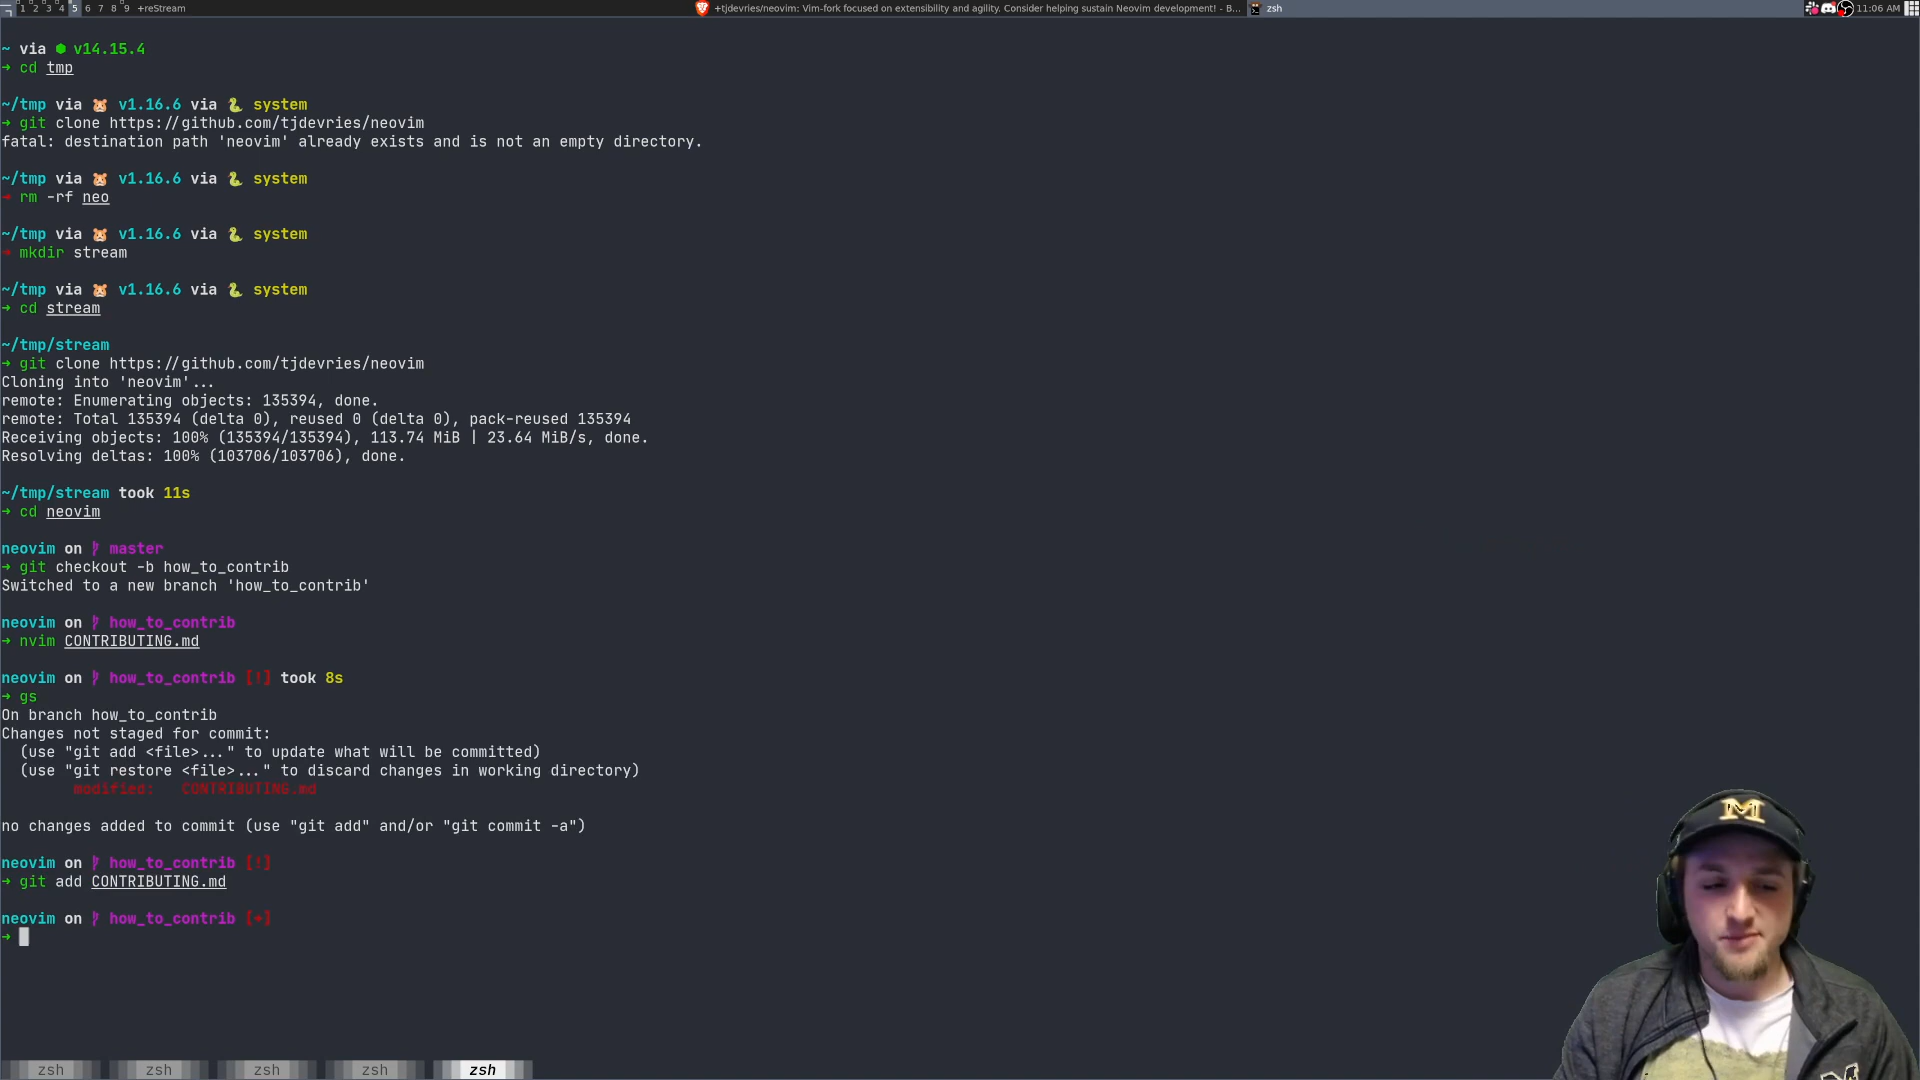 1 2 3 4 5 6 7 8 9 +reStream
+tjdevries/neovim: Vim-fork focused on extensibility and agility. Consider helping sustain Neovim development! - B...
zsh
11:06 AM
~ via ⬢ v14.15.4
→ cd tmp
~/tmp via 🐹 v1.16.6 via 🐍 system
→ git clone https://github.com/tjdevries/neovim
fatal: destination path 'neovim' already exists and is not an empty directory.
~/tmp via 🐹 v1.16.6 via 🐍 system
→ rm -rf neo
~/tmp via 🐹 v1.16.6 via 🐍 system
→ mkdir stream
~/tmp via 🐹 v1.16.6 via 🐍 system
→ cd stream
~/tmp/stream
→ git clone https://github.com/tjdevries/neovim
Cloning into 'neovim'...
remote: Enumerating objects: 135394, done.
remote: Total 135394 (delta 0), reused 0 (delta 0), pack-reused 135394
Receiving objects: 100% (135394/135394), 113.74 MiB | 23.64 MiB/s, done.
Resolving deltas: 100% (103706/103706), done.
~/tmp/stream took 11s
→ cd neovim
neovim on master
→ git checkout -b how_to_contrib
Switched to a new branch 'how_to_contrib'
neovim on how_to_contrib
→ nvim CONTRIBUTING.md
neovim on how_to_contrib [!] took 8s
→ gs
On branch how_to_contrib
Changes not staged for commit:
(use "git add <file>..." to update what will be committed)
(use "git restore <file>..." to discard changes in working directory)
modified: CONTRIBUTING.md
no changes added to commit (use "git add" and/or "git commit -a")
neovim on how_to_contrib [!]
→ git add CONTRIBUTING.md
neovim on how_to_contrib [+]
→
M
zsh zsh zsh zsh zsh